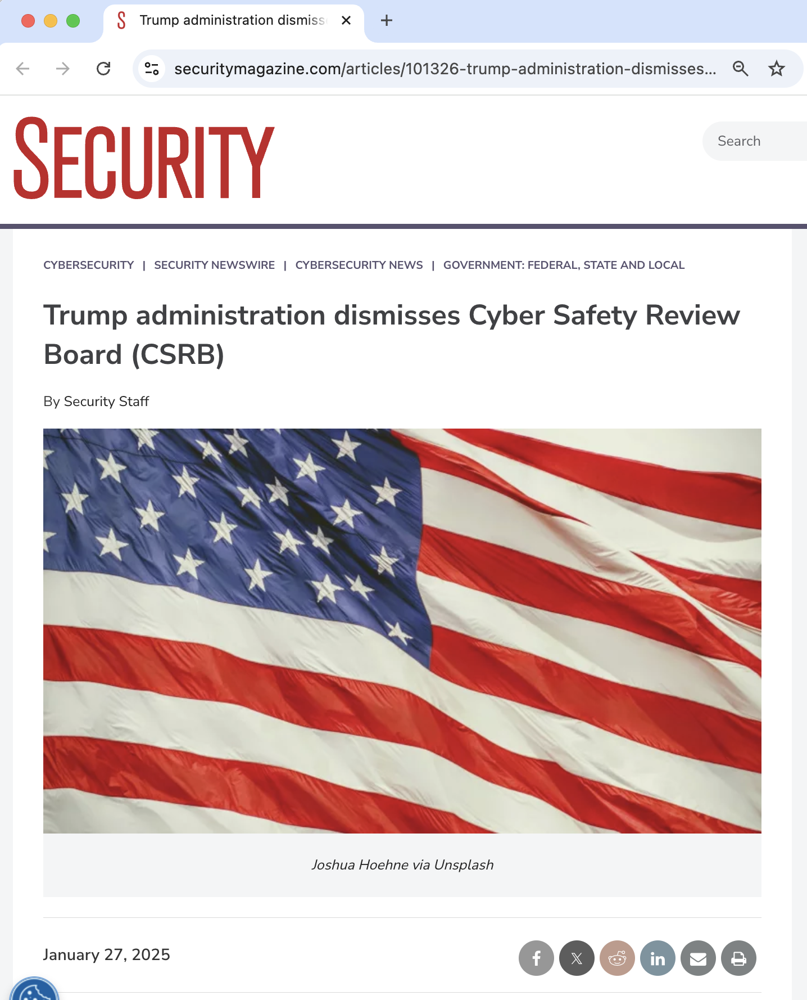 Trump administration dismiss
securitymagazine.com/articles/101326-trump-administration-dismisses...
SECURITY
Search
CYBERSECURITY | SECURITY NEWSWIRE | CYBERSECURITY NEWS | GOVERNMENT: FEDERAL, STATE AND LOCAL
Trump administration dismisses Cyber Safety Review
Board (CSRB)
By Security Staff
Joshua Hoehne via Unsplash
January 27, 2025